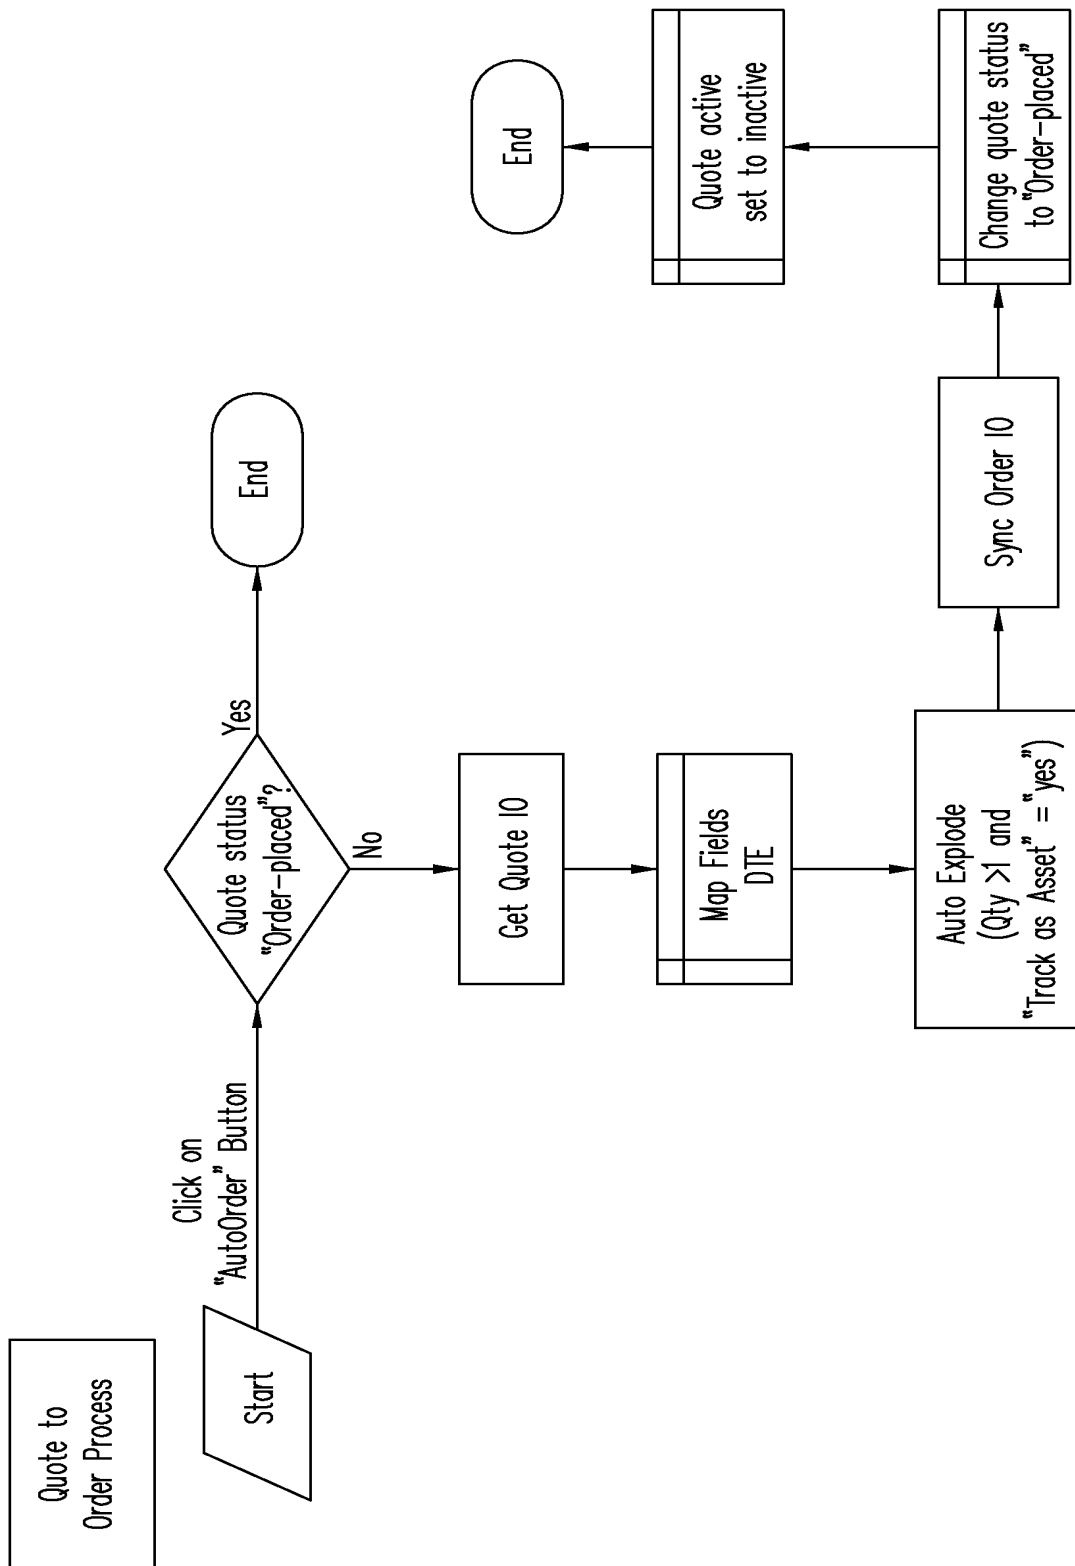 Quote to
Order Process
Start
Click on
“AutoOrder” Button
Quote status
“Order-placed”?
Yes
End
No
Get Quote IO
Map Fields
DTE
Auto Explode
(Qty >1 and
“Track as Asset” = “yes”)
Sync Order IO
Change quote status
to “Order-placed”
Quote active
set to inactive
End